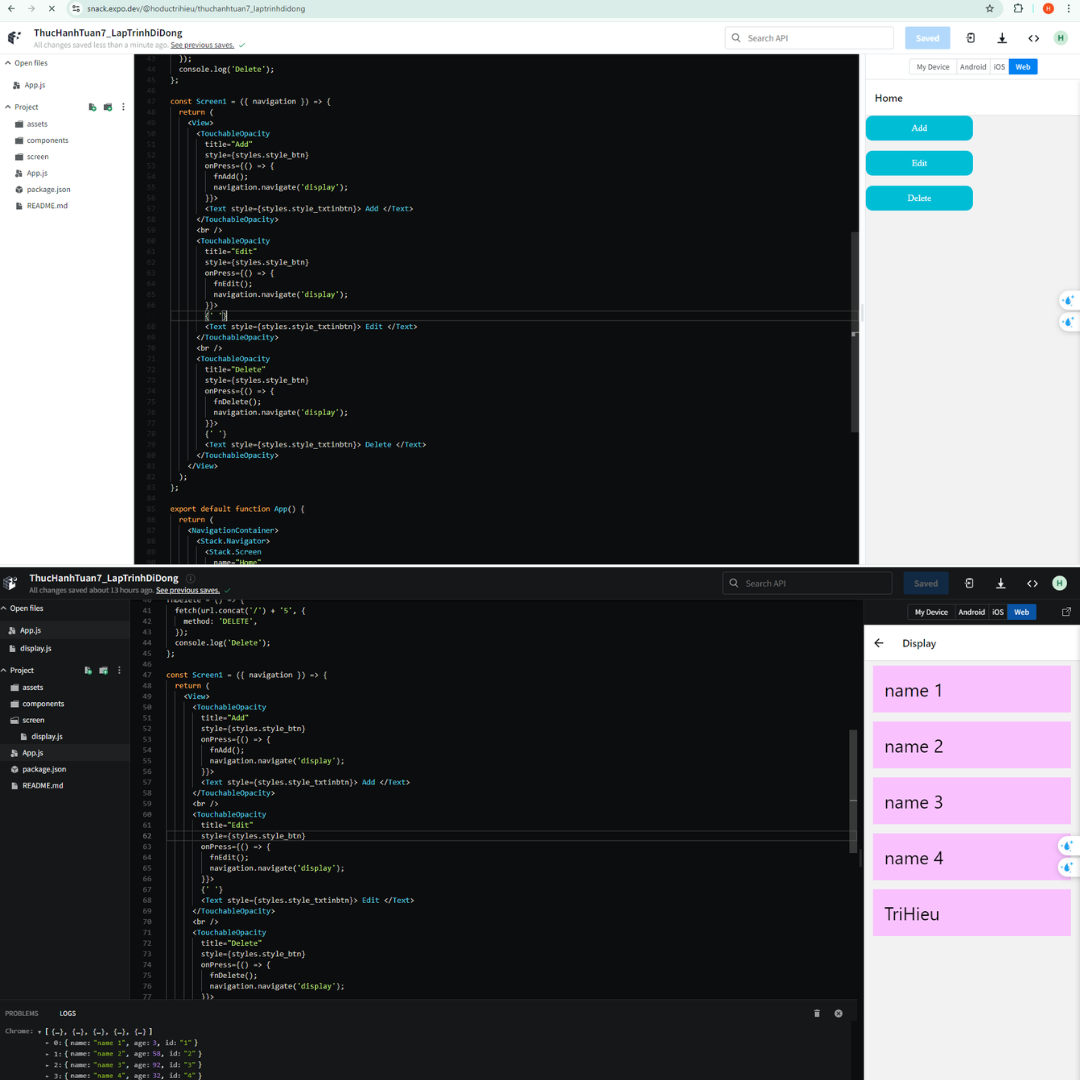 snack.expo.dev/@hoductrihieu/thuchanhtuan7_laptrinhdidong
H
ThucHanhTuan7_LapTrinhDiDong
All changes saved less than a minute ago. See previous saves.
Search API
Saved
H
Open files
App.js
Project
assets
components
screen
App.js
package.json
README.md
43 });
44 console.log('Delete');
45 };
46
47 const Screen1 = ({ navigation }) => {
48 return (
49 <View>
50 <TouchableOpacity
51 title="Add"
52 style={styles.style_btn}
53 onPress={() => {
54 fnAdd();
55 navigation.navigate('display');
56 }}>
57 <Text style={styles.style_txtinbtn}> Add </Text>
58 </TouchableOpacity>
59 <br />
60 <TouchableOpacity
61 title="Edit"
62 style={styles.style_btn}
63 onPress={() => {
64 fnEdit();
65 navigation.navigate('display');
66 }}>
{' '}
68 <Text style={styles.style_txtinbtn}> Edit </Text>
69 </TouchableOpacity>
70 <br />
71 <TouchableOpacity
72 title="Delete"
73 style={styles.style_btn}
74 onPress={() => {
75 fnDelete();
76 navigation.navigate('display');
77 }}>
78 {' '}
79 <Text style={styles.style_txtinbtn}> Delete </Text>
80 </TouchableOpacity>
81 </View>
82 );
83 };
84
85 export default function App() {
86 return (
87 <NavigationContainer>
88 <Stack.Navigator>
89 <Stack.Screen
name="Home"
My Device
Android
iOS
Web
Home
Add
Edit
Delete
ThucHanhTuan7_LapTrinhDiDong
All changes saved about 13 hours ago. See previous saves.
Search API
Saved
H
Open files
App.js
display.js
Project
assets
components
screen
display.js
App.js
package.json
README.md
40 fnDelete = () => {
41 fetch(url.concat('/') + '5', {
42 method: 'DELETE',
43 });
44 console.log('Delete');
45 };
46
47 const Screen1 = ({ navigation }) => {
48 return (
49 <View>
50 <TouchableOpacity
51 title="Add"
52 style={styles.style_btn}
53 onPress={() => {
54 fnAdd();
55 navigation.navigate('display');
56 }}>
57 <Text style={styles.style_txtinbtn}> Add </Text>
58 </TouchableOpacity>
59 <br />
60 <TouchableOpacity
61 title="Edit"
62 style={styles.style_btn}
63 onPress={() => {
64 fnEdit();
65 navigation.navigate('display');
66 }}>
67 {' '}
68 <Text style={styles.style_txtinbtn}> Edit </Text>
69 </TouchableOpacity>
70 <br />
71 <TouchableOpacity
72 title="Delete"
73 style={styles.style_btn}
74 onPress={() => {
75 fnDelete();
76 navigation.navigate('display');
77 }}>
My Device
Android
iOS
Web
Display
name 1
name 2
name 3
name 4
TriHieu
PROBLEMS
LOGS
Chrome: [ {…}, {…}, {…}, {…}, {…} ]
0: { name: "name 1", age: 3, id: "1" }
1: { name: "name 2", age: 58, id: "2" }
2: { name: "name 3", age: 92, id: "3" }
3: { name: "name 4", age: 32, id: "4" }